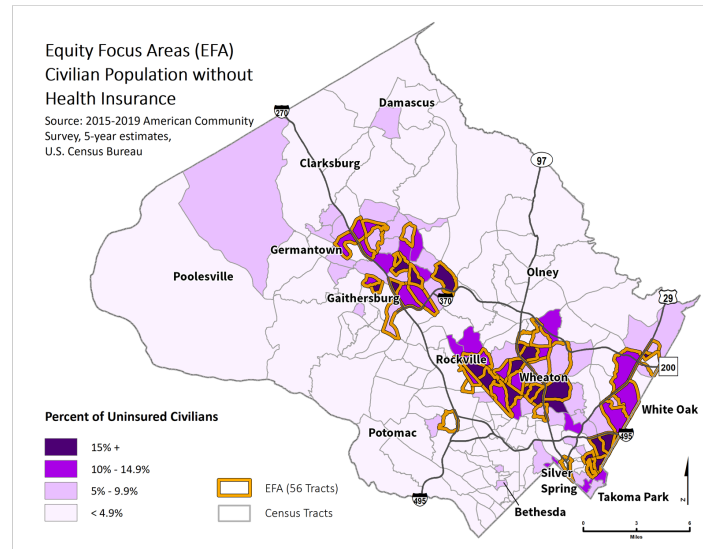 Equity Focus Areas (EFA)
Civilian Population without
Health Insurance
Source: 2015-2019 American Community
Survey, 5-year estimates,
U.S. Census Bureau
270
Damascus
97
Clarksburg
Germantown
Olney
Poolesville
29
Gaithersburg
370
Rockville
200
Wheaton
White Oak
Percent of Uninsured Civilians
Potomac
495
15% +
10% - 14.9%
5% - 9.9%
< 4.9%
EFA (56 Tracts)
Census Tracts
495
Silver
Spring
Takoma Park
Bethesda
N
0 3 6
Miles